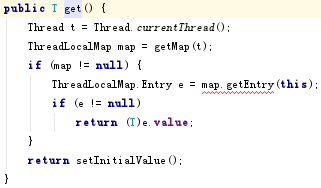 public T get() {
    Thread t = Thread.currentThread();
    ThreadLocalMap map = getMap(t);
    if (map != null) {
        ThreadLocalMap.Entry e = map.getEntry(this);
        if (e != null)
            return (T)e.value;
    }
    return setInitialValue();
}